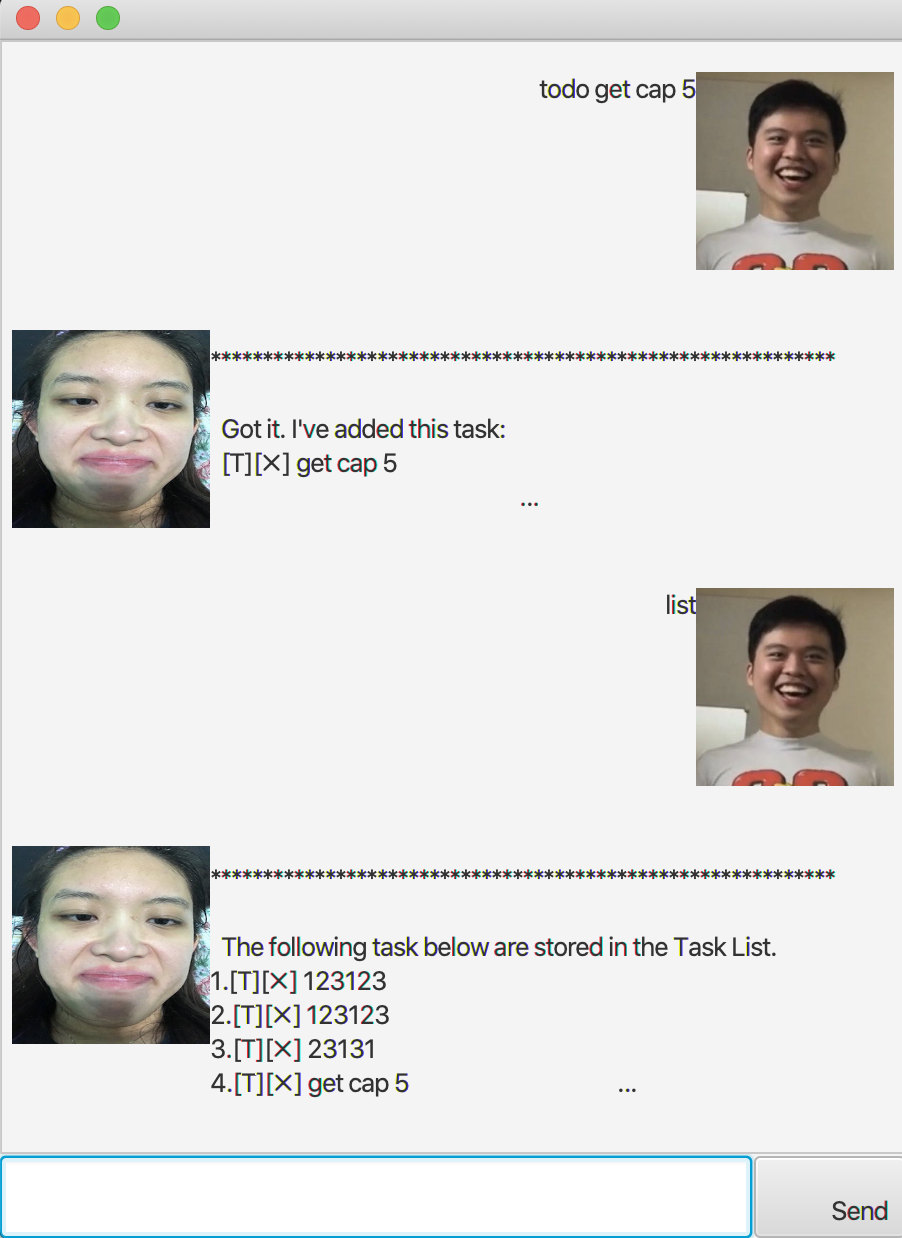 todo get cap 5
************************************************************
Got it. I've added this task:
[T][✕] get cap 5
...
list
************************************************************
The following task below are stored in the Task List.
1.[T][✕] 123123
2.[T][✕] 123123
3.[T][✕] 23131
4.[T][✕] get cap 5 ...
Send